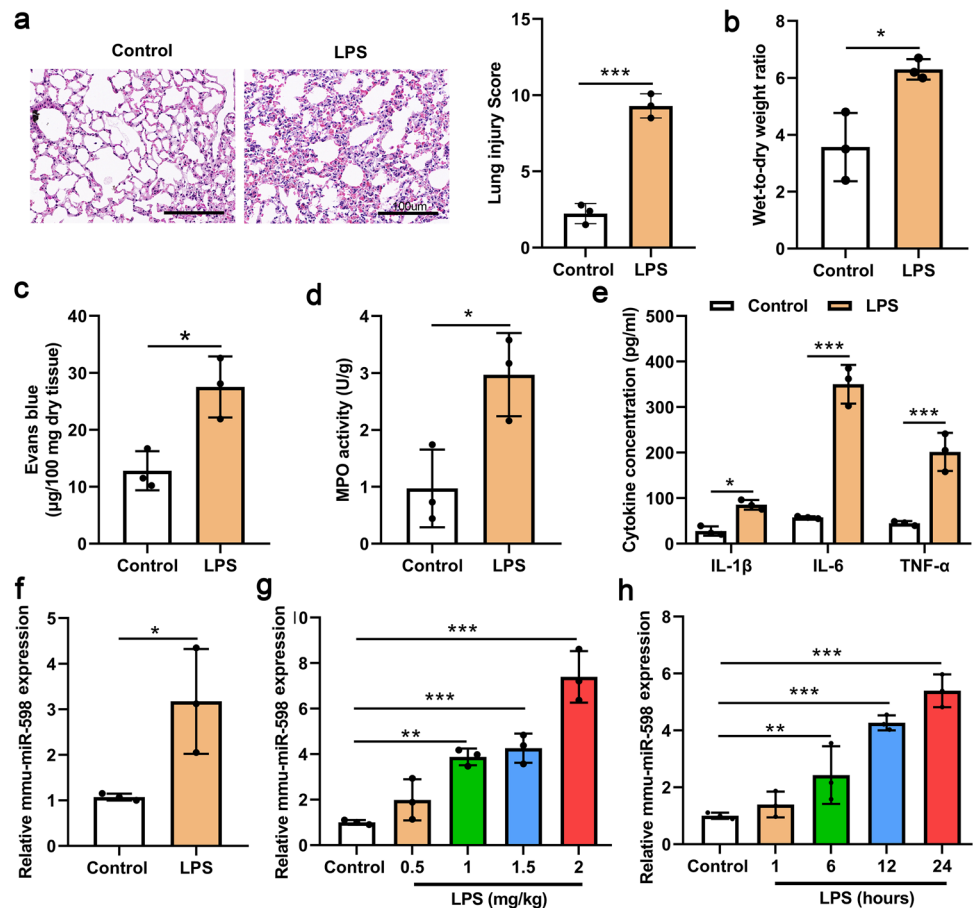 a
Control
LPS
100um
Lung injury Score
15
10
5
0
***
Control
LPS
b
Wet-to-dry weight ratio
8
6
4
2
0
*
Control
LPS
c
Evans blue
(μg/100 mg dry tissue)
40
30
20
10
0
*
Control
LPS
d
MPO activity (U/g)
4
3
2
1
0
*
Control
LPS
e
Control
LPS
Cytokine concentration (pg/ml)
500
400
300
200
100
0
*
***
***
IL-1β
IL-6
TNF-α
f
Relative mmu-miR-598 expression
5
4
3
2
1
0
*
Control
LPS
g
Relative mmu-miR-598 expression
10
8
6
4
2
0
***
***
**
Control
0.5
1
1.5
2
LPS (mg/kg)
h
Relative mmu-miR-598 expression
8
6
4
2
0
***
***
**
Control
1
6
12
24
LPS (hours)